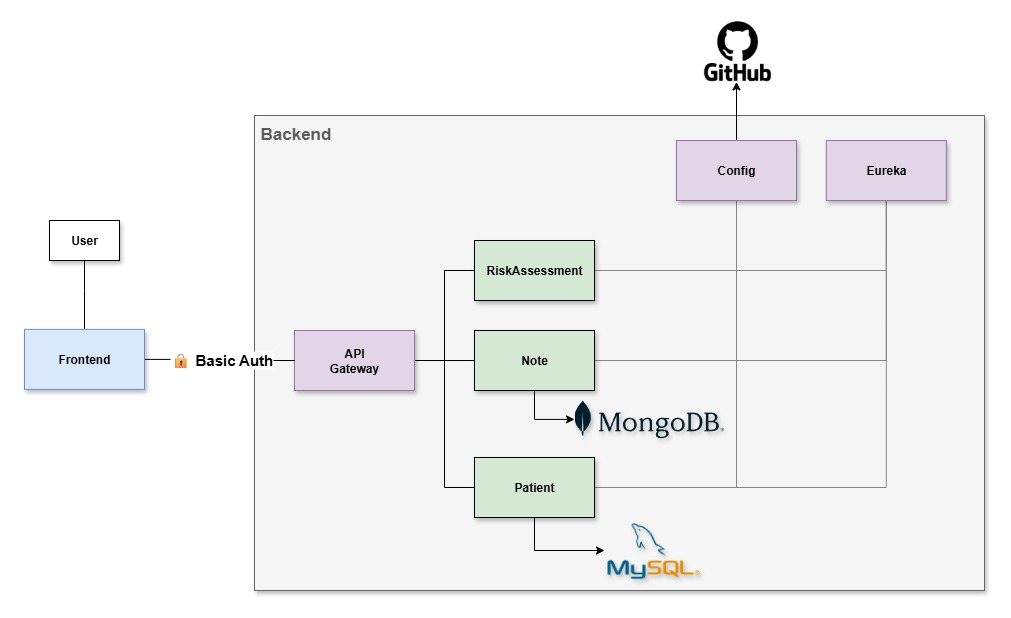 GitHub
Backend
Config
Eureka
User
RiskAssessment
Frontend
🔒 Basic Auth
API
Gateway
Note
MongoDB®
Patient
MySQL®